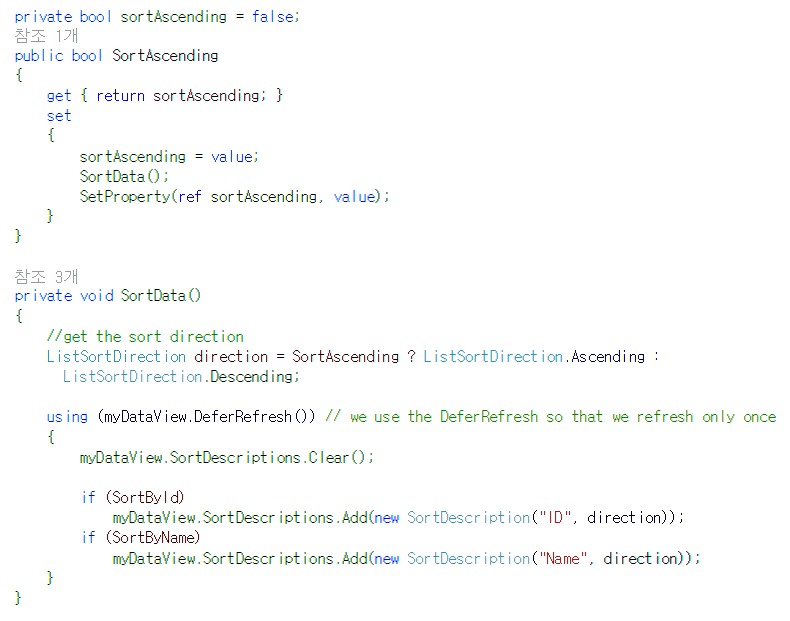 private bool sortAscending = false;
참조 1개
public bool SortAscending
{
    get { return sortAscending; }
    set
    {
        sortAscending = value;
        SortData();
        SetProperty(ref sortAscending, value);
    }
}

참조 3개
private void SortData()
{
    //get the sort direction
    ListSortDirection direction = SortAscending ? ListSortDirection.Ascending :
      ListSortDirection.Descending;

    using (myDataView.DeferRefresh()) // we use the DeferRefresh so that we refresh only once
    {
        myDataView.SortDescriptions.Clear();

        if (SortById)
            myDataView.SortDescriptions.Add(new SortDescription("ID", direction));
        if (SortByName)
            myDataView.SortDescriptions.Add(new SortDescription("Name", direction));
    }
}